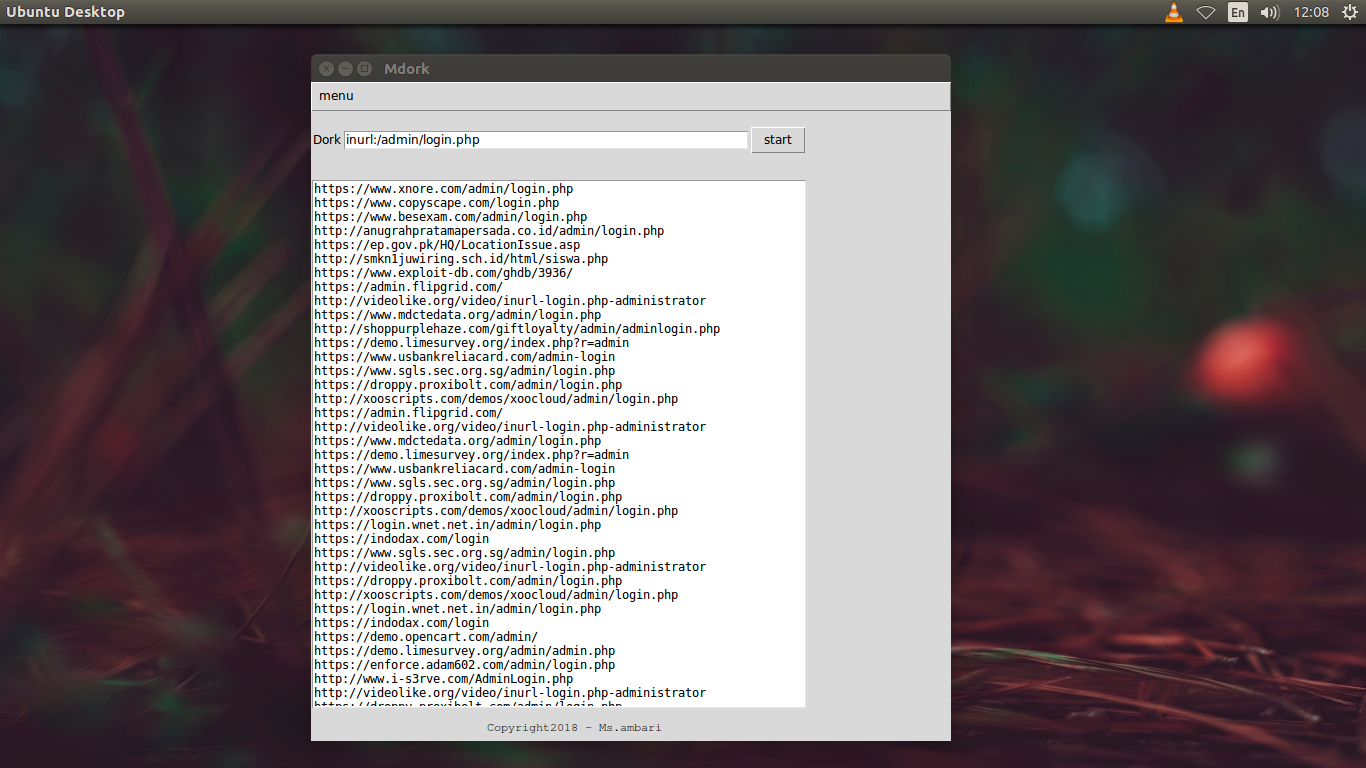 Ubuntu Desktop
En
12:08
Mdork
menu
Dork inurl:/admin/login.php start
https://www.xnore.com/admin/login.php
https://www.copyscape.com/login.php
https://www.besexam.com/admin/login.php
http://anugrahpratamapersada.co.id/admin/login.php
https://ep.gov.pk/HQ/LocationIssue.asp
http://smkn1juwiring.sch.id/html/siswa.php
https://www.exploit-db.com/ghdb/3936/
https://admin.flipgrid.com/
http://videolike.org/video/inurl-login.php-administrator
https://www.mdctedata.org/admin/login.php
http://shoppurplehaze.com/giftloyalty/admin/adminlogin.php
https://demo.limesurvey.org/index.php?r=admin
https://www.usbankreliacard.com/admin-login
https://www.sgls.sec.org.sg/admin/login.php
https://droppy.proxibolt.com/admin/login.php
http://xooscripts.com/demos/xoocloud/admin/login.php
https://admin.flipgrid.com/
http://videolike.org/video/inurl-login.php-administrator
https://www.mdctedata.org/admin/login.php
https://demo.limesurvey.org/index.php?r=admin
https://www.usbankreliacard.com/admin-login
https://www.sgls.sec.org.sg/admin/login.php
https://droppy.proxibolt.com/admin/login.php
http://xooscripts.com/demos/xoocloud/admin/login.php
https://login.wnet.net.in/admin/login.php
https://indodax.com/login
https://www.sgls.sec.org.sg/admin/login.php
http://videolike.org/video/inurl-login.php-administrator
https://droppy.proxibolt.com/admin/login.php
http://xooscripts.com/demos/xoocloud/admin/login.php
https://login.wnet.net.in/admin/login.php
https://indodax.com/login
https://demo.opencart.com/admin/
https://demo.limesurvey.org/admin/admin.php
https://enforce.adam602.com/admin/login.php
http://www.i-s3rve.com/AdminLogin.php
http://videolike.org/video/inurl-login.php-administrator
https://droppy.proxibolt.com/admin/login.php
Copyright2018 - Ms.ambari